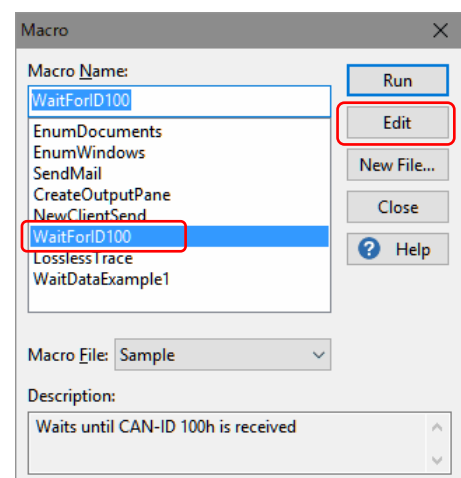 Macro
Macro Name:
WaitForID100
EnumDocuments
EnumWindows
SendMail
CreateOutputPane
NewClientSend
WaitForID100
LosslessTrace
WaitDataExample1
Run
Edit
New File...
Close
? Help
Macro File: Sample
Description:
Waits until CAN-ID 100h is received